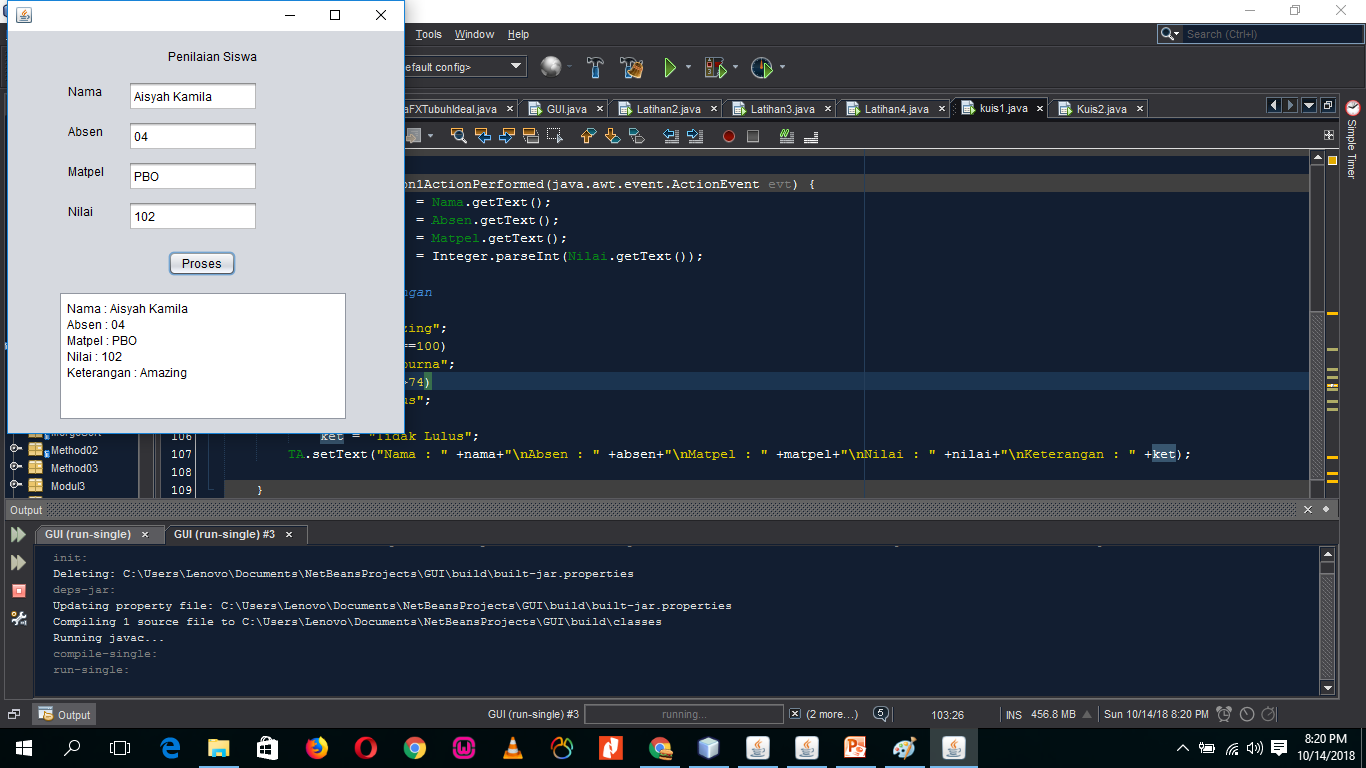 Penilaian Siswa
Nama Aisyah Kamila
Absen 04
Matpel PBO
Nilai 102
Proses
Nama : Aisyah Kamila
Absen : 04
Matpel : PBO
Nilai : 102
Keterangan : Amazing
Tools Window Help
Search (Ctrl+I)
efault config>
aFXTubuhIdeal.java GUI.java Latihan2.java Latihan3.java Latihan4.java kuis1.java Kuis2.java
Simple Timer
on1ActionPerformed(java.awt.event.ActionEvent evt) {
= Nama.getText();
= Absen.getText();
= Matpel.getText();
= Integer.parseInt(Nilai.getText());
ngan
zing";
==100)
purna";
>74)
us";
106 ket = "Tidak Lulus";
107 TA.setText("Nama : " +nama+"\nAbsen : " +absen+"\nMatpel : " +matpel+"\nNilai : " +nilai+"\nKeterangan : " +ket);
108
109 }
Method02
Method03
Modul3
Output
GUI (run-single) GUI (run-single) #3
init:
Deleting: C:\Users\Lenovo\Documents\NetBeansProjects\GUI\build\built-jar.properties
deps-jar:
Updating property file: C:\Users\Lenovo\Documents\NetBeansProjects\GUI\build\built-jar.properties
Compiling 1 source file to C:\Users\Lenovo\Documents\NetBeansProjects\GUI\build\classes
Running javac...
compile-single:
run-single:
Output GUI (run-single) #3 running... (2 more...) 5 103:26 INS 456.8 MB Sun 10/14/18 8:20 PM
8:20 PM
10/14/2018